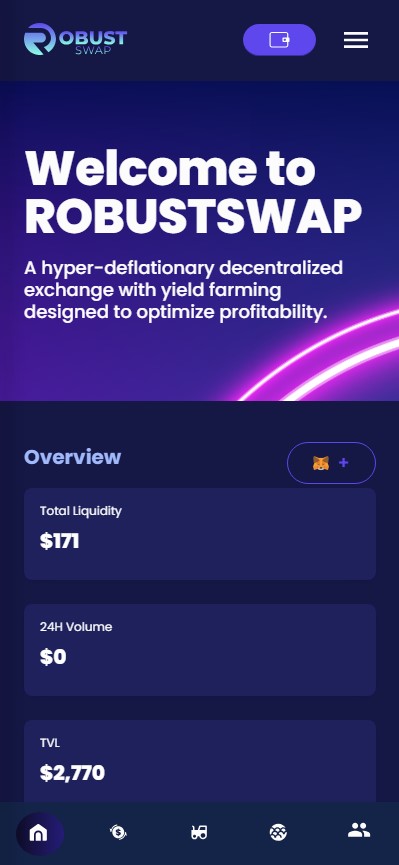 ROBUST
SWAP
Welcome to
ROBUSTSWAP
A hyper-deflationary decentralized
exchange with yield farming
designed to optimize profitability.
Overview
+
Total Liquidity
$171
24H Volume
$0
TVL
$2,770